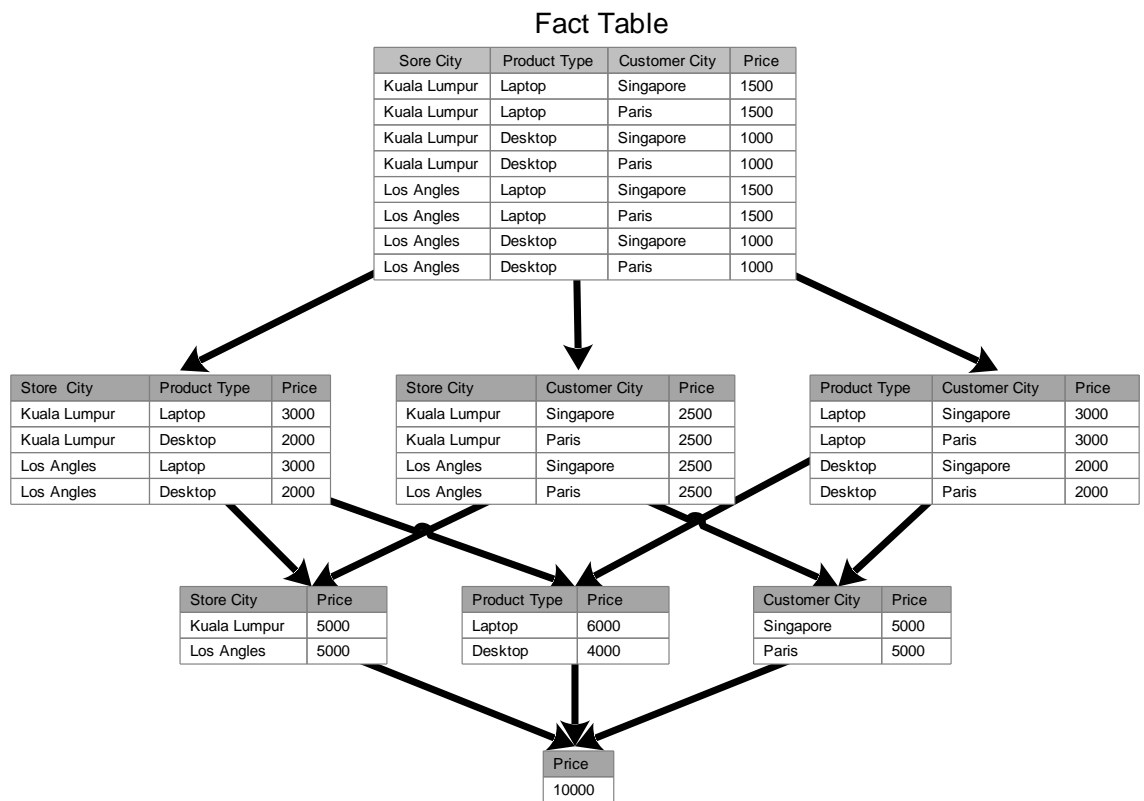 Fact Table
Sore City Product Type Customer City Price
Kuala Lumpur Laptop Singapore 1500
Kuala Lumpur Laptop Paris 1500
Kuala Lumpur Desktop Singapore 1000
Kuala Lumpur Desktop Paris 1000
Los Angles Laptop Singapore 1500
Los Angles Laptop Paris 1500
Los Angles Desktop Singapore 1000
Los Angles Desktop Paris 1000
Store City Product Type Price
Kuala Lumpur Laptop 3000
Kuala Lumpur Desktop 2000
Los Angles Laptop 3000
Los Angles Desktop 2000
Store City Customer City Price
Kuala Lumpur Singapore 2500
Kuala Lumpur Paris 2500
Los Angles Singapore 2500
Los Angles Paris 2500
Product Type Customer City Price
Laptop Singapore 3000
Laptop Paris 3000
Desktop Singapore 2000
Desktop Paris 2000
Store City Price
Kuala Lumpur 5000
Los Angles 5000
Product Type Price
Laptop 6000
Desktop 4000
Customer City Price
Singapore 5000
Paris 5000
Price
10000